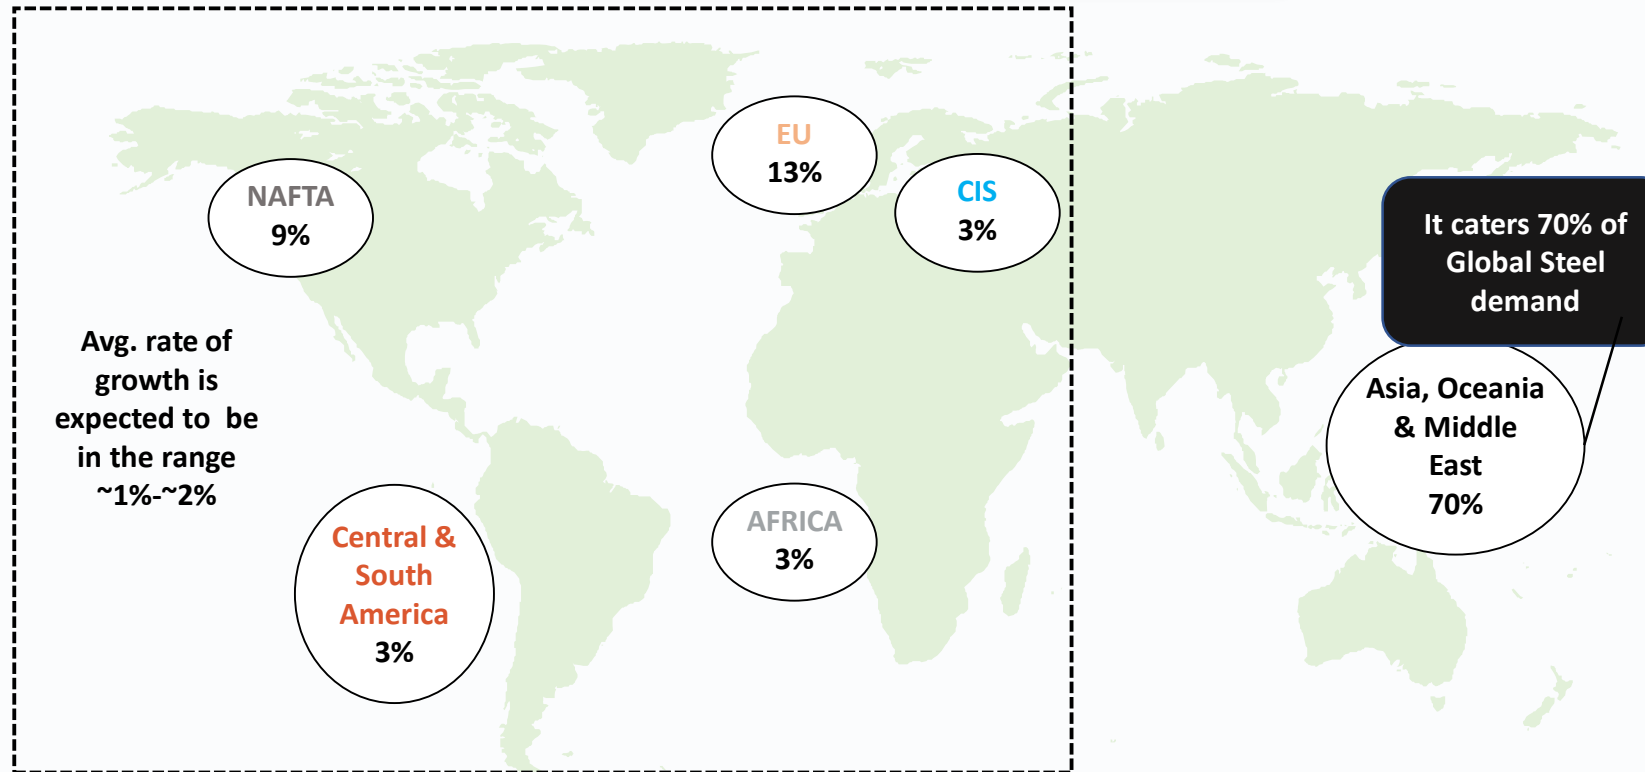 EU
13%
NAFTA
9%
CIS
3%
It caters 70% of
Global Steel
demand
Avg. rate of
growth is
expected to  be
in the range
~1%-~2%
Asia, Oceania
& Middle
East
70%
Central &
South
America
3%
AFRICA
3%